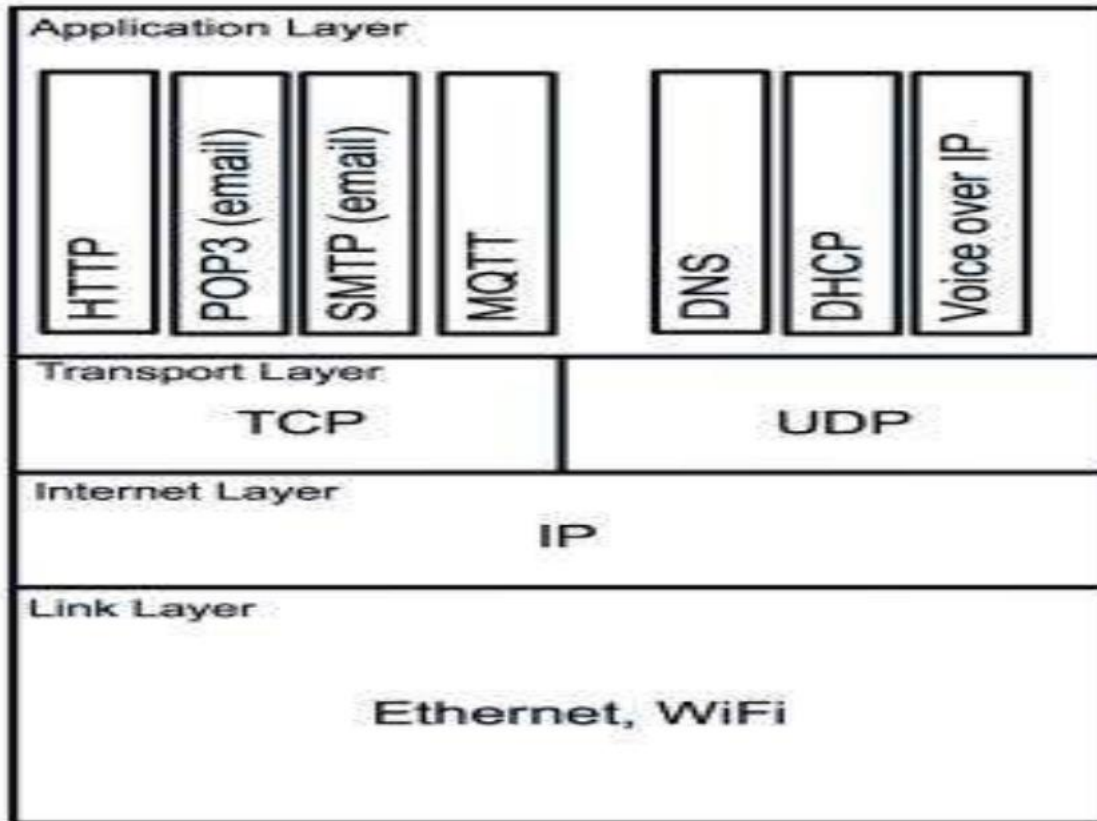 Application Layer
HTTP
POP3 (email)
SMTP (email)
MQTT
DNS
DHCP
Voice over IP
Transport Layer
TCP
UDP
Internet Layer
IP
Link Layer
Ethernet, WiFi